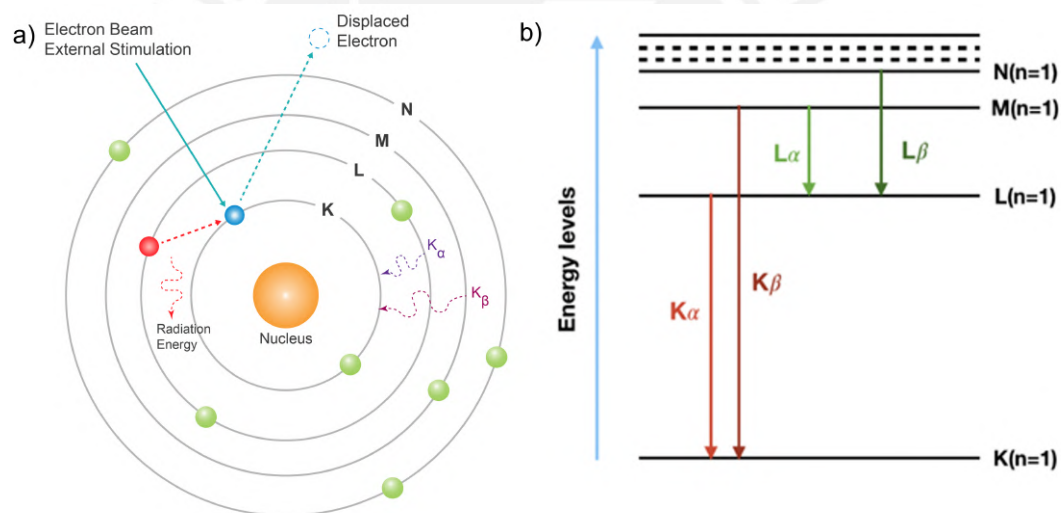 a)
Electron Beam
External Stimulation
Displaced
Electron
N
M
L
K
Kα
Kβ
Radiation
Energy
Nucleus
b)
Energy levels
N(n=1)
M(n=1)
Lα
Lβ
L(n=1)
Kα
Kβ
K(n=1)